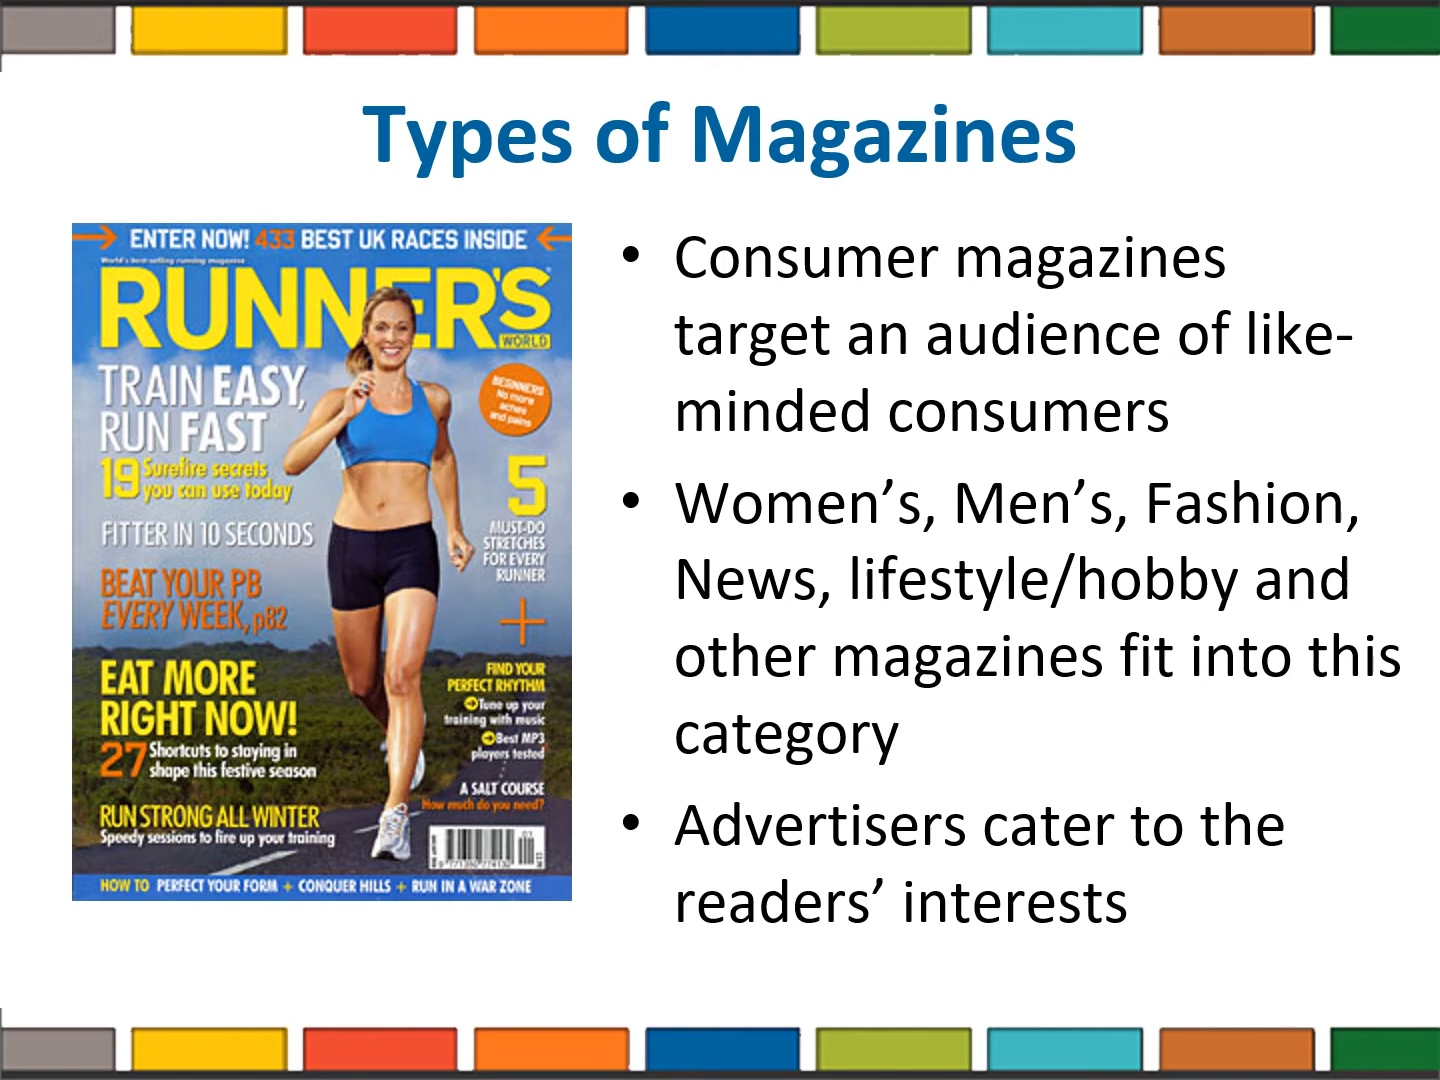 Types of Magazines
ENTER NOW! 433 BEST UK RACES INSIDE
World's best-selling running magazine
RUNNER'S
WORLD
TRAIN EASY,
RUN FAST
19 Surefire secrets
you can use today
FITTER IN 10 SECONDS
BEAT YOUR PB
EVERY WEEK, p82
EAT MORE
RIGHT NOW!
27 Shortcuts to staying in
shape this festive season
RUN STRONG ALL WINTER
Speedy sessions to fire up your training
BEGINNERS
No more
aches
and pains
5
MUST-DO
STRETCHES
FOR EVERY
RUNNER
+
FIND YOUR
PERFECT RHYTHM
Tune up your
training with music
Best MP3
players tested
A SALT COURSE
How much do you need?
HOW TO PERFECT YOUR FORM + CONQUER HILLS + RUN IN A WAR ZONE
• Consumer magazines
target an audience of like-
minded consumers
• Women’s, Men’s, Fashion,
News, lifestyle/hobby and
other magazines fit into this
category
• Advertisers cater to the
readers’ interests